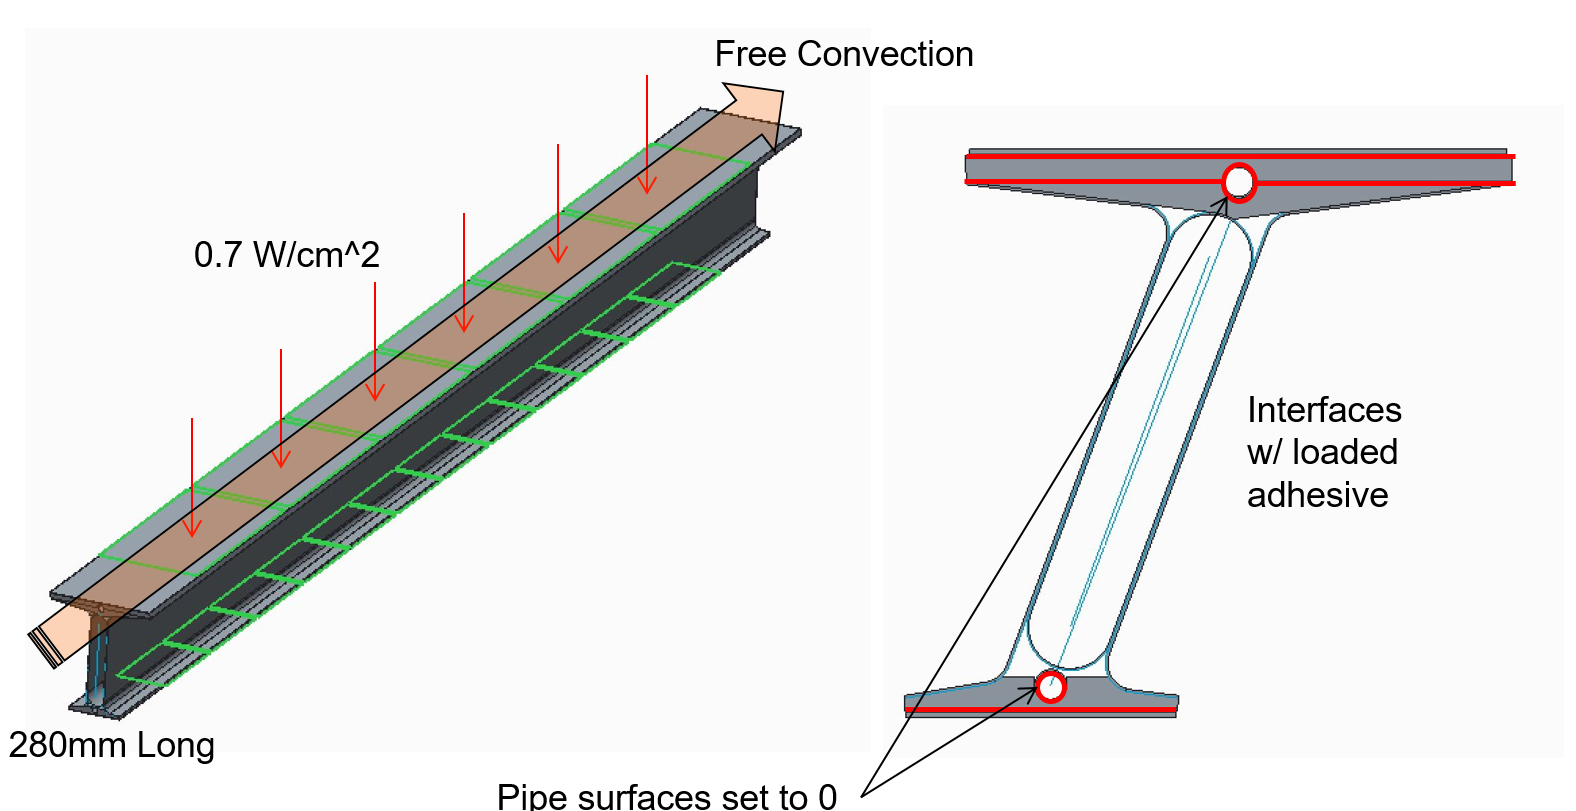 Free Convection
0.7 W/cm^2
Interfaces
w/ loaded
adhesive
280mm Long
Pipe surfaces set to 0